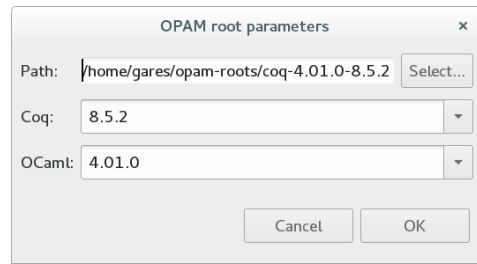 OPAM root parameters ×
Path: /home/gares/opam-roots/coq-4.01.0-8.5.2 Select...
Coq: 8.5.2
OCaml: 4.01.0
Cancel OK